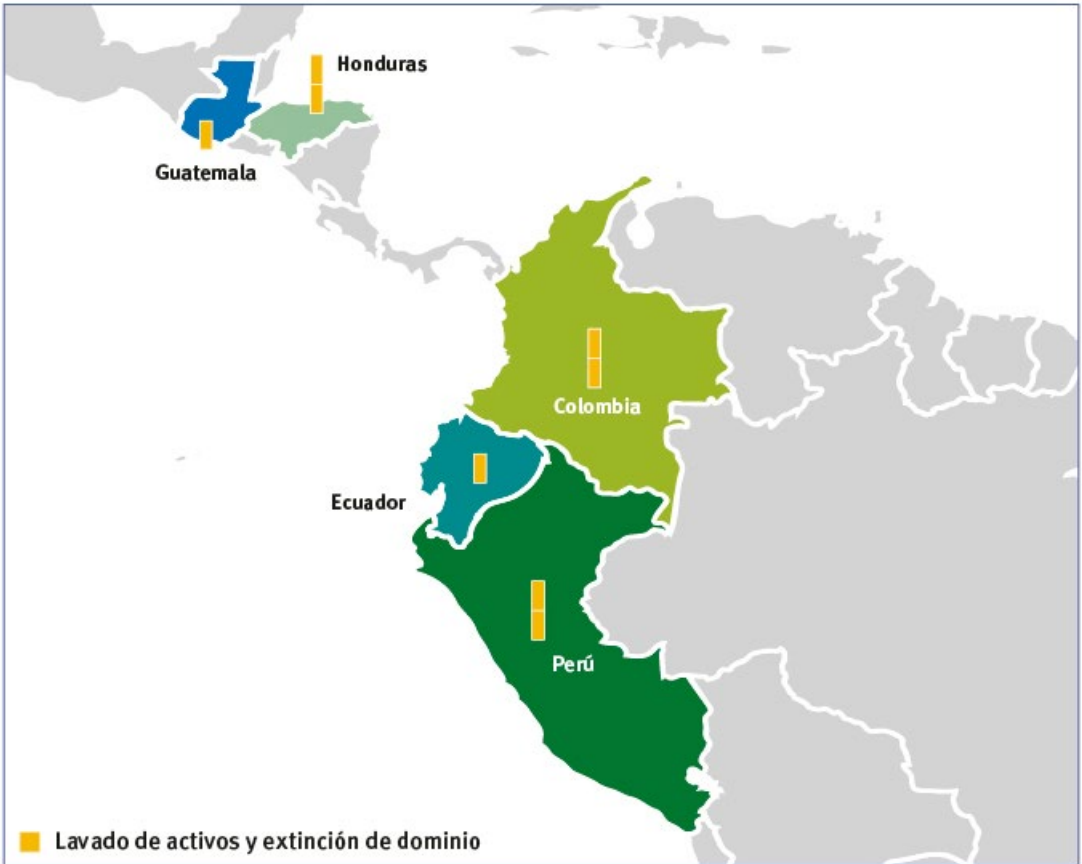 Honduras
Guatemala
Colombia
Ecuador
Perú
Lavado de activos y extinción de dominio